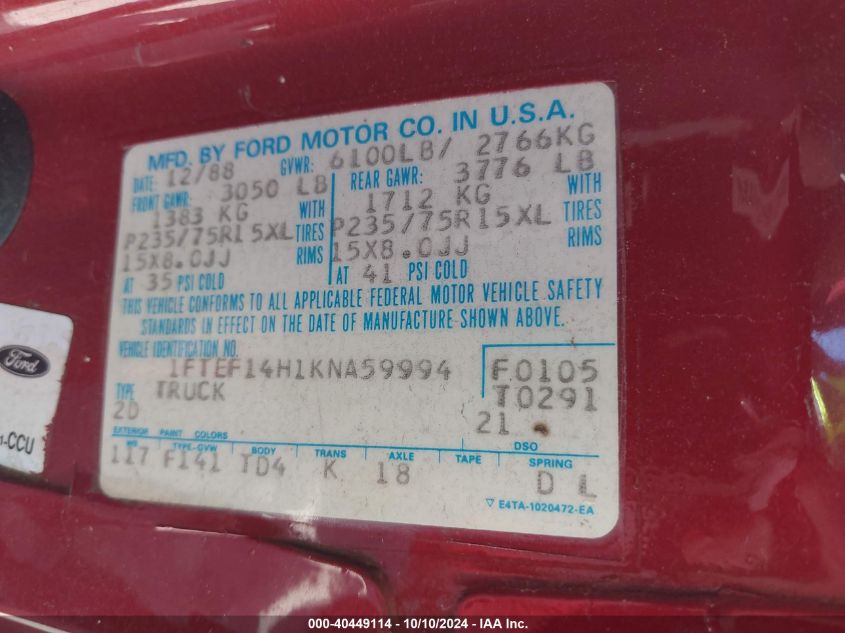 MFD. BY FORD MOTOR CO. IN U.S.A.
DATE: 12/88 GVWR: 6100LB/ 2766KG
FRONT GAWR: 3050 LB REAR GAWR: 3776 LB
1383 KG WITH 1712 KG WITH
P235/75R15XL TIRES P235/75R15XL TIRES
15X8.0JJ RIMS 15X8.0JJ RIMS
AT 35 PSI COLD AT 41 PSI COLD
THIS VEHICLE CONFORMS TO ALL APPLICABLE FEDERAL MOTOR VEHICLE SAFETY
STANDARDS IN EFFECT ON THE DATE OF MANUFACTURE SHOWN ABOVE.
VEHICLE IDENTIFICATION NO.
1FTEF14H1KNA59994 F0105
TYPE TRUCK T0291
2D 21
EXTERIOR PAINT COLORS DSO
WB TYPE-GVW BODY TRANS AXLE TAPE SPRING
117 F141 TD4 K 18 D L
▽ E4TA-1020472-EA
Ford
-CCU
000-40449114 - 10/10/2024 - IAA Inc.